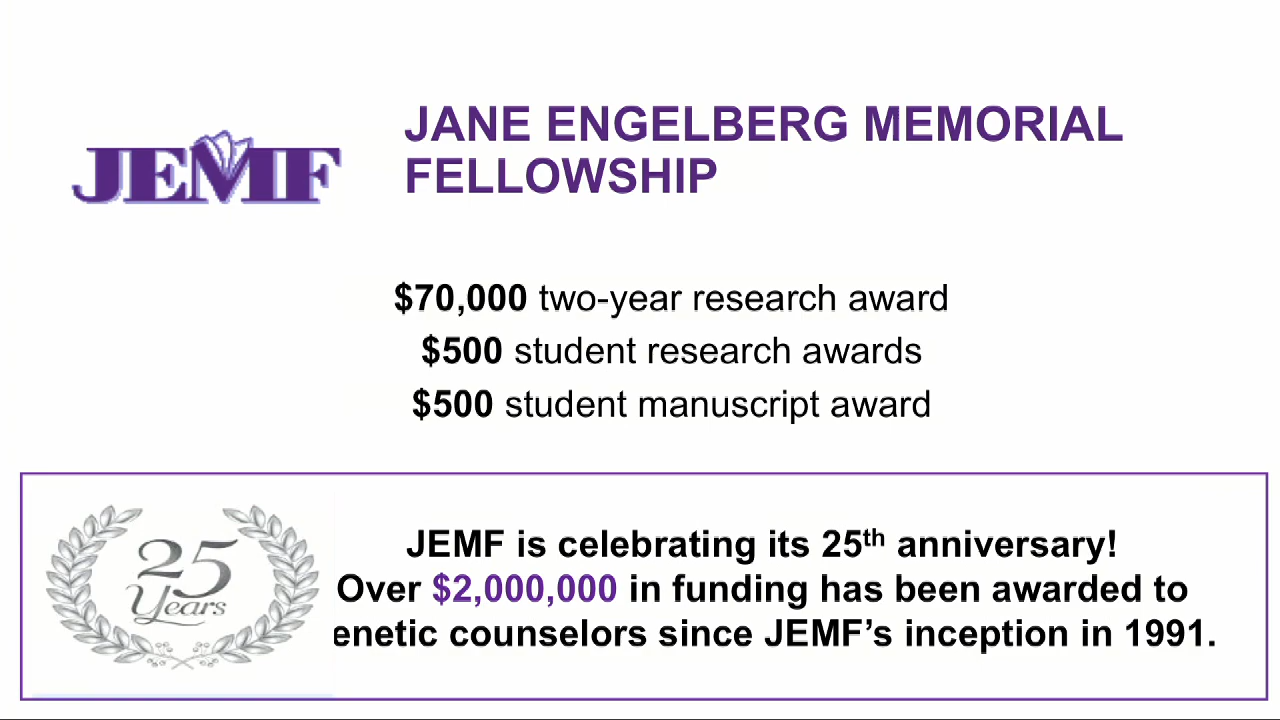 JEMF
JANE ENGELBERG MEMORIAL
FELLOWSHIP
$70,000 two-year research award
$500 student research awards
$500 student manuscript award
25
Years
JEMF is celebrating its 25th anniversary!
Over $2,000,000 in funding has been awarded to
enetic counselors since JEMF’s inception in 1991.